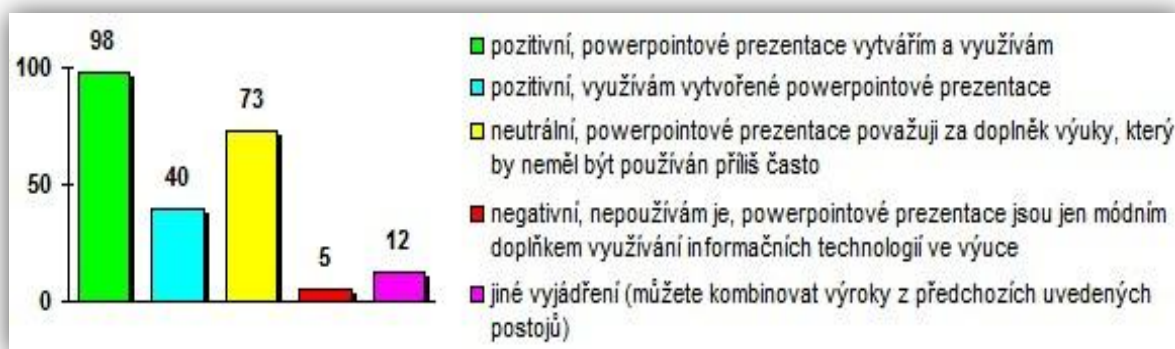 98
100
73
50
40
5
12
0
pozitivní, powerpointové prezentace vytvářím a využívám
pozitivní, využívám vytvořené powerpointové prezentace
neutrální, powerpointové prezentace považuji za doplněk výuky, který
by neměl být používán příliš často
negativní, nepoužívám je, powerpointové prezentace jsou jen módním
doplňkem využívání informačních technologií ve výuce
jiné vyjádření (můžete kombinovat výroky z předchozích uvedených
postojů)